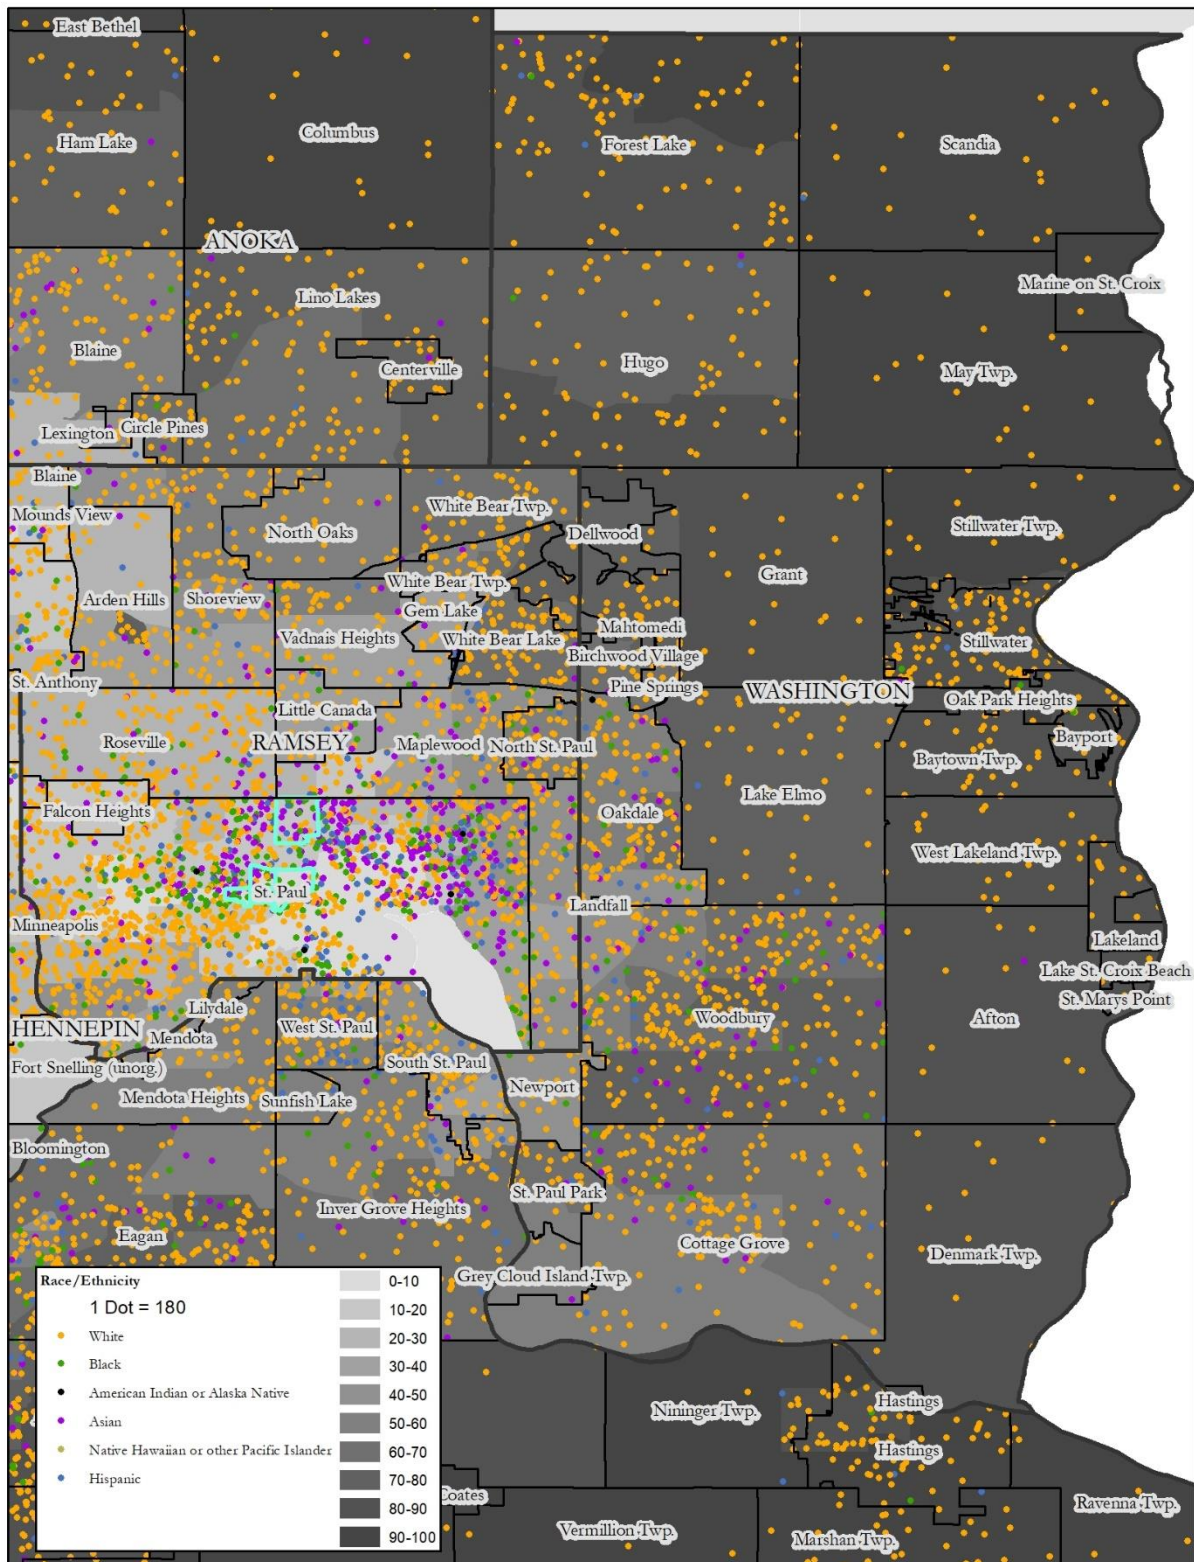 East Bethel
Columbus
Ham Lake
Forest Lake
Scandia
ANOKA
Marine on St. Croix
Lino Lakes
Blaine
Centerville
Hugo
May Twp.
Lexington
Circle Pines
Blaine
White Bear Twp.
Mounds View
North Oaks
Dellwood
Stillwater Twp.
Grant
White Bear Twp.
Arden Hills
Shoreview
Gem Lake
Vadnais Heights
White Bear Lake
Mahtomedi
Stillwater
Birchwood Village
St. Anthony
Pine Springs
WASHINGTON
Oak Park Heights
Little Canada
Roseville
RAMSEY
Maplewood
North St. Paul
Bayport
Baytown Twp.
Lake Elmo
Falcon Heights
Oakdale
West Lakeland Twp.
St. Paul
Landfall
Minneapolis
Lakeland
Lake St. Croix Beach
St. Marys Point
Lilydale
Woodbury
Afton
HENNEPIN
Mendota
West St. Paul
South St. Paul
Fort Snelling (unorg.)
Newport
Mendota Heights
Sunfish Lake
Bloomington
St. Paul Park
Inver Grove Heights
Eagan
Cottage Grove
Denmark Twp.
Grey Cloud Island Twp.
Race/Ethnicity
1 Dot = 180
White
Black
American Indian or Alaska Native
Asian
Native Hawaiian or other Pacific Islander
Hispanic
0-10
10-20
20-30
30-40
40-50
50-60
60-70
70-80
80-90
90-100
Nininger Twp.
Hastings
Hastings
Coates
Ravenna Twp.
Vermillion Twp.
Marshan Twp.